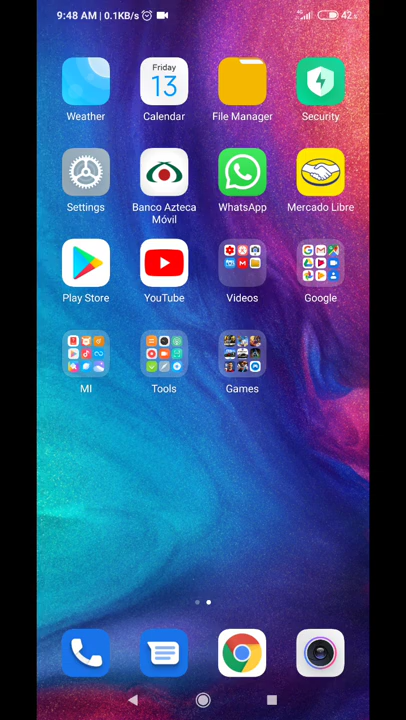 9:48 AM | 0.1KB/s
42
Friday
13
Weather
Calendar
File Manager
Security
Settings
Banco Azteca
Móvil
WhatsApp
Mercado Libre
Play Store
YouTube
Videos
Google
MI
Tools
Games